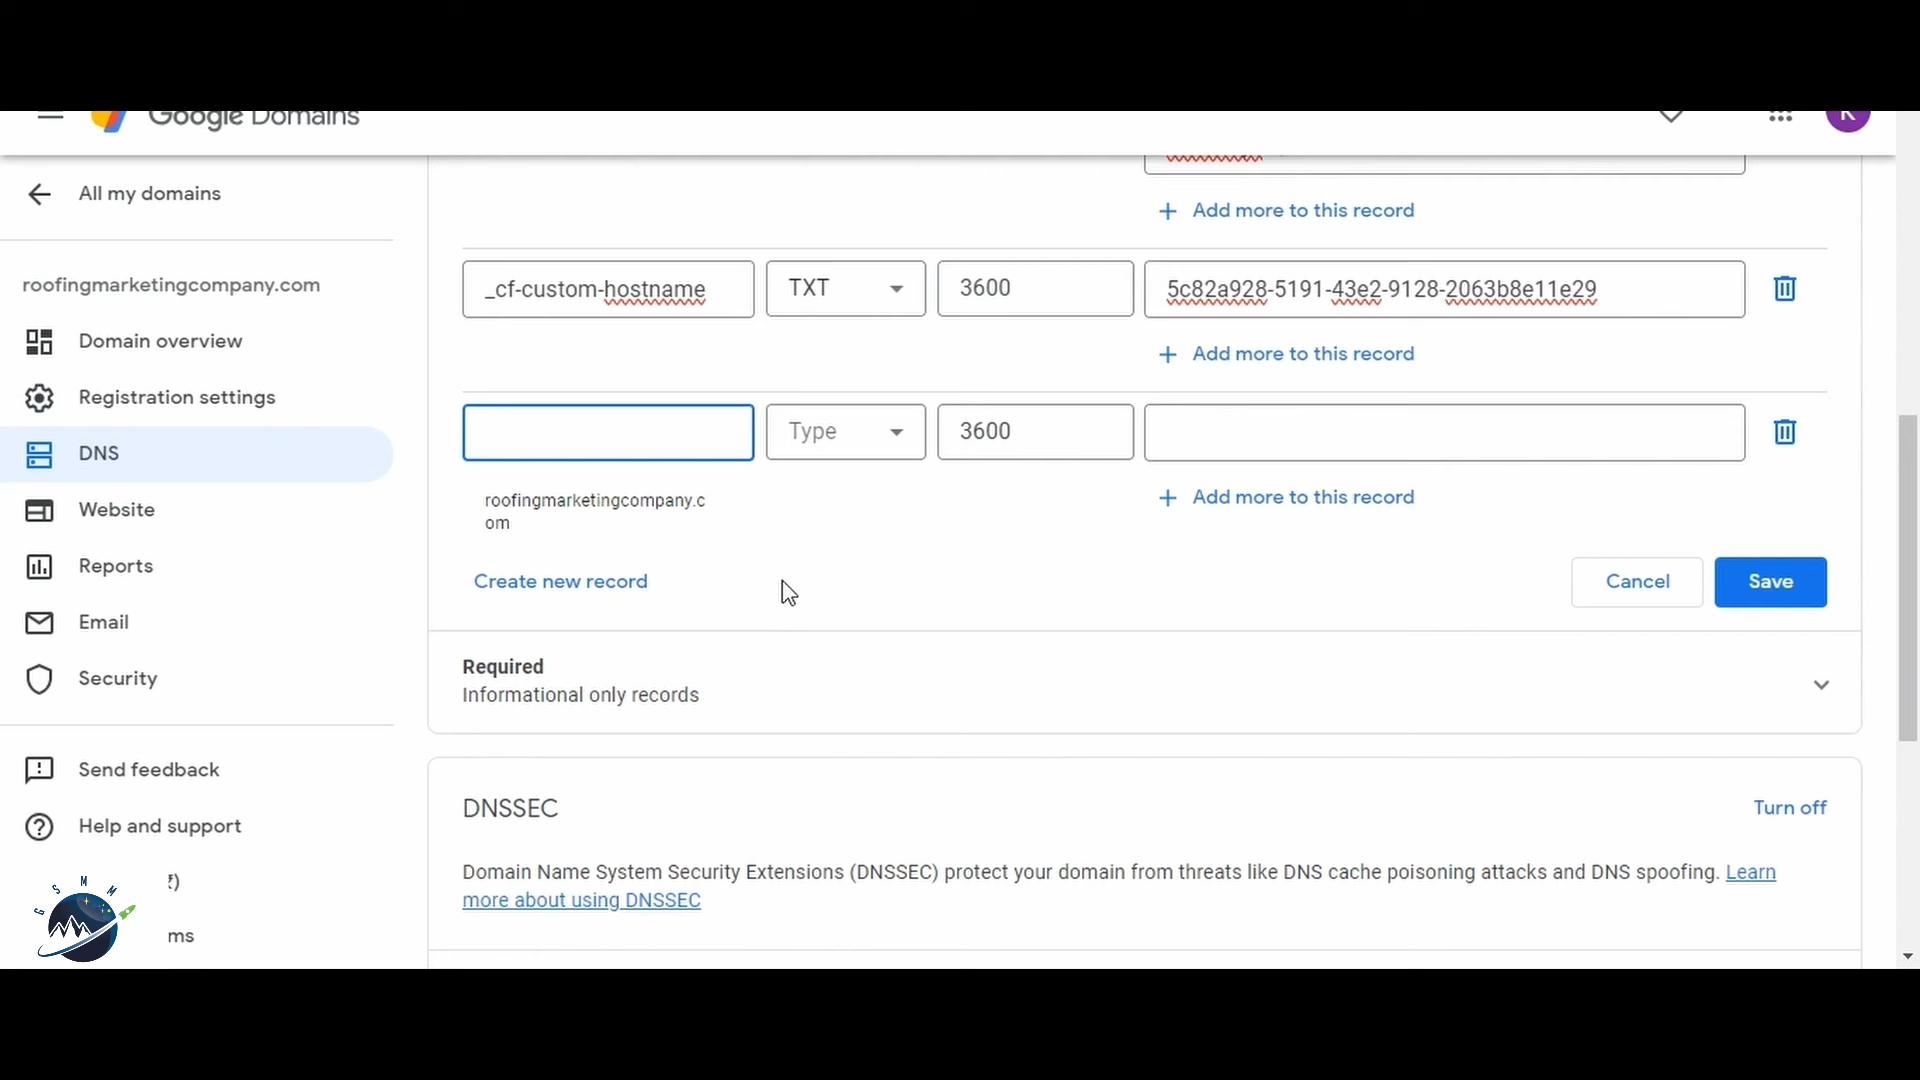 Google Domains
K
All my domains
Add more to this record
roofingmarketingcompany.com
_cf-custom-hostname
TXT
3600
5c82a928-5191-43e2-9128-2063b8e11e29
Domain overview
Add more to this record
Registration settings
Type
3600
DNS
roofingmarketingcompany.c
om
Add more to this record
Website
Reports
Create new record
Cancel
Save
Email
Security
Required
Informational only records
Send feedback
DNSSEC
Turn off
Help and support
Domain Name System Security Extensions (DNSSEC) protect your domain from threats like DNS cache poisoning attacks and DNS spoofing. Learn
more about using DNSSEC
GSMM
ms